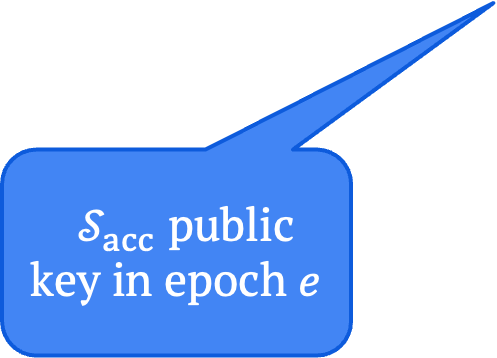 𝒮acc public
key in epoch e